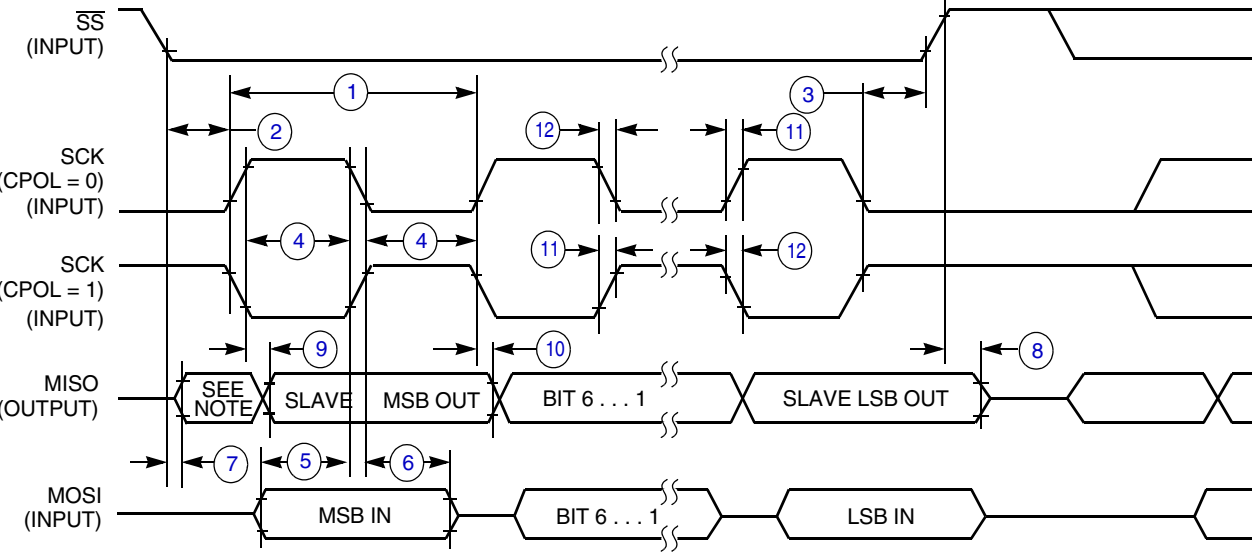 SS
(INPUT)
1
3
2
12
11
SCK
(CPOL = 0)
(INPUT)
4
4
11
12
SCK
(CPOL = 1)
(INPUT)
9
10
8
MISO
(OUTPUT)
SEE
NOTE
SLAVE
MSB OUT
BIT 6 . . . 1
SLAVE LSB OUT
7
5
6
MOSI
(INPUT)
MSB IN
BIT 6 . . . 1
LSB IN